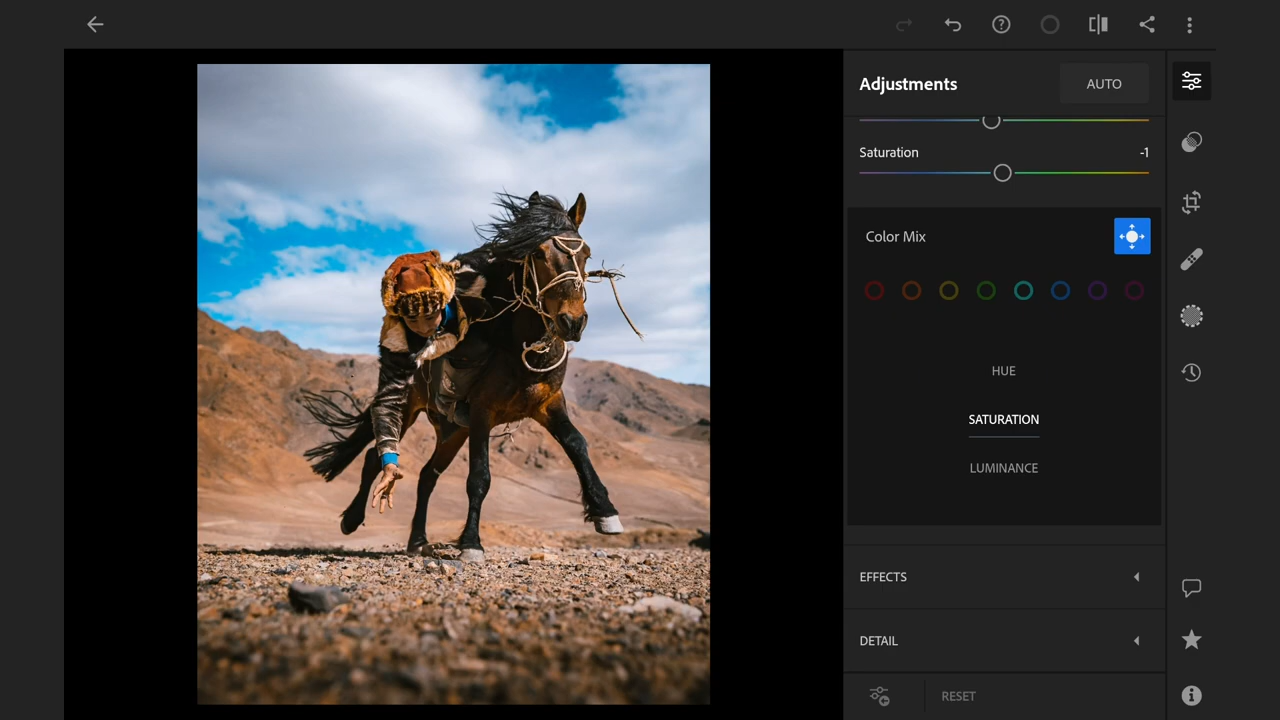 Adjustments
AUTO
Saturation
-1
Color Mix
HUE
SATURATION
LUMINANCE
EFFECTS
DETAIL
RESET